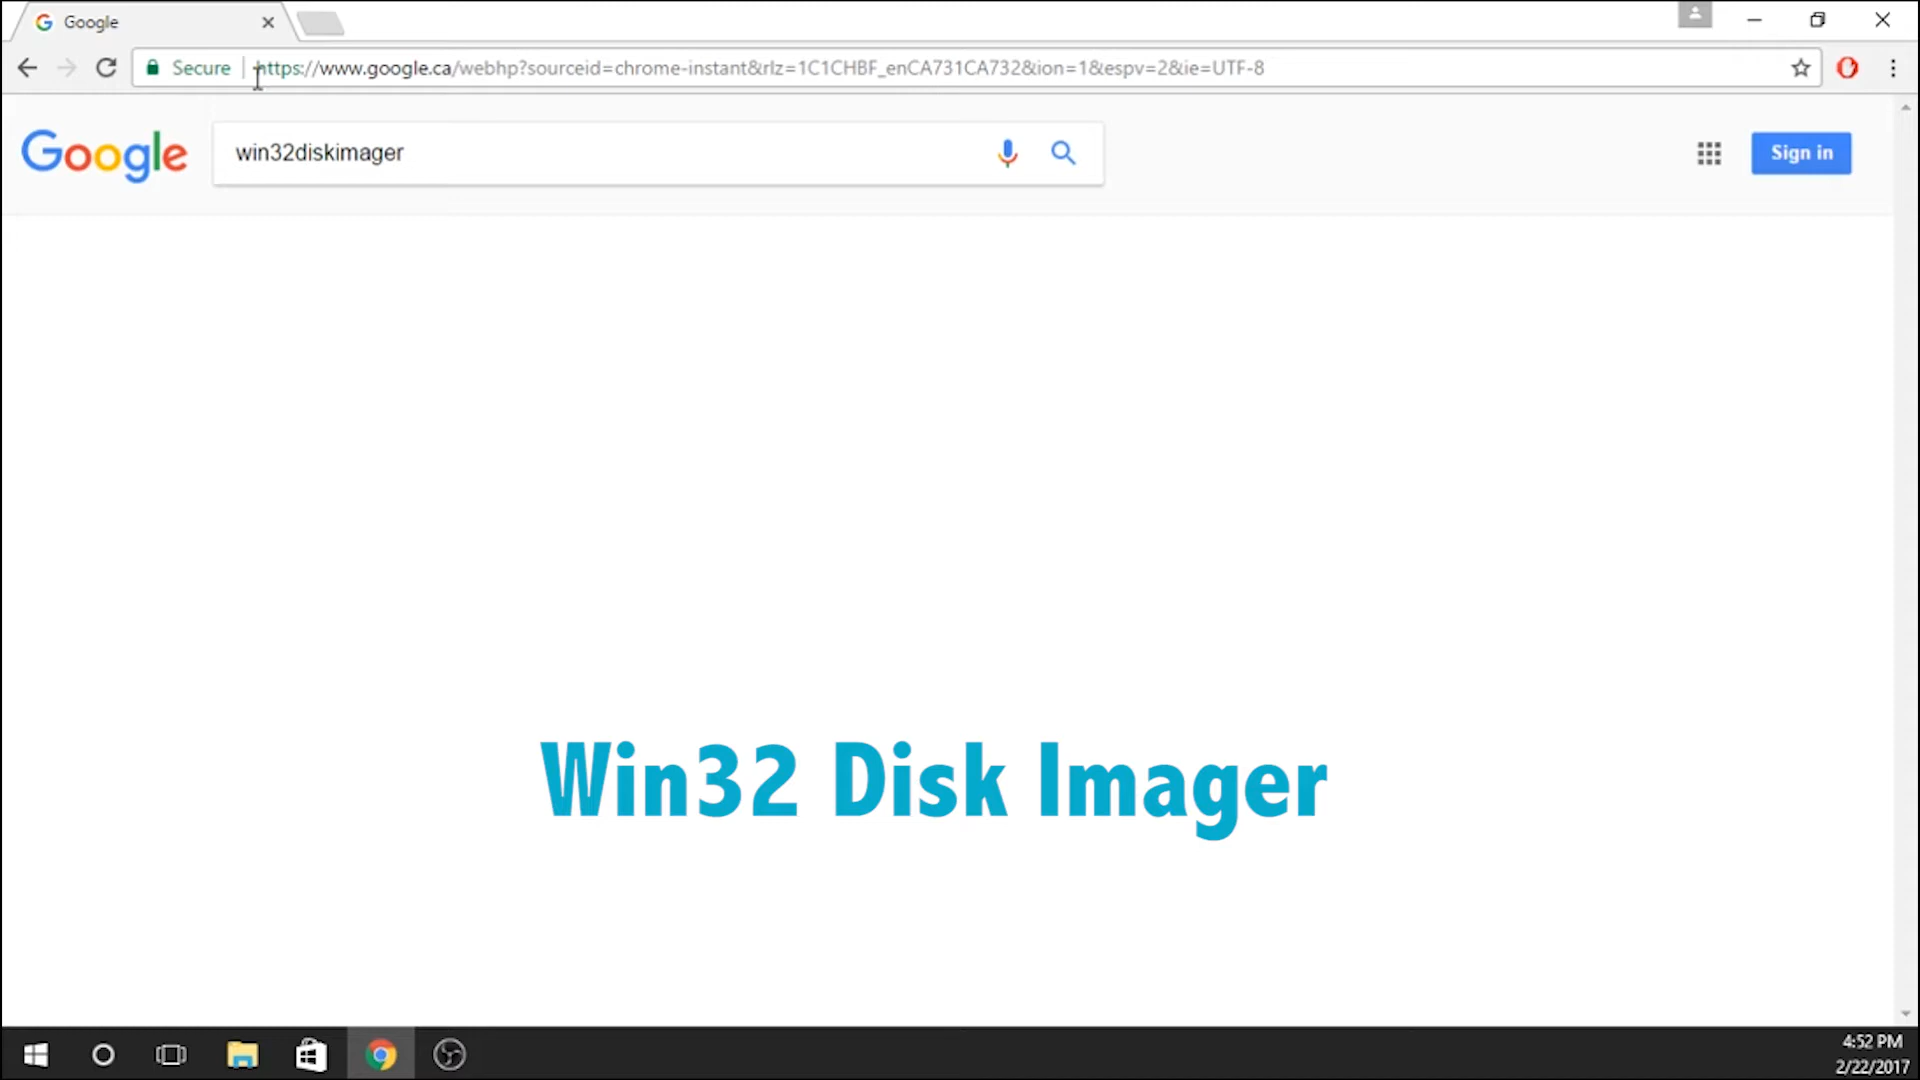 Google
Secure
https://www.google.ca/webhp?sourceid=chrome-instant&rlz=1C1CHBF_enCA731CA732&ion=1&espv=2&ie=UTF-8
Google
win32diskimager
Sign in
Win32 Disk Imager
4:52 PM
2/22/2017